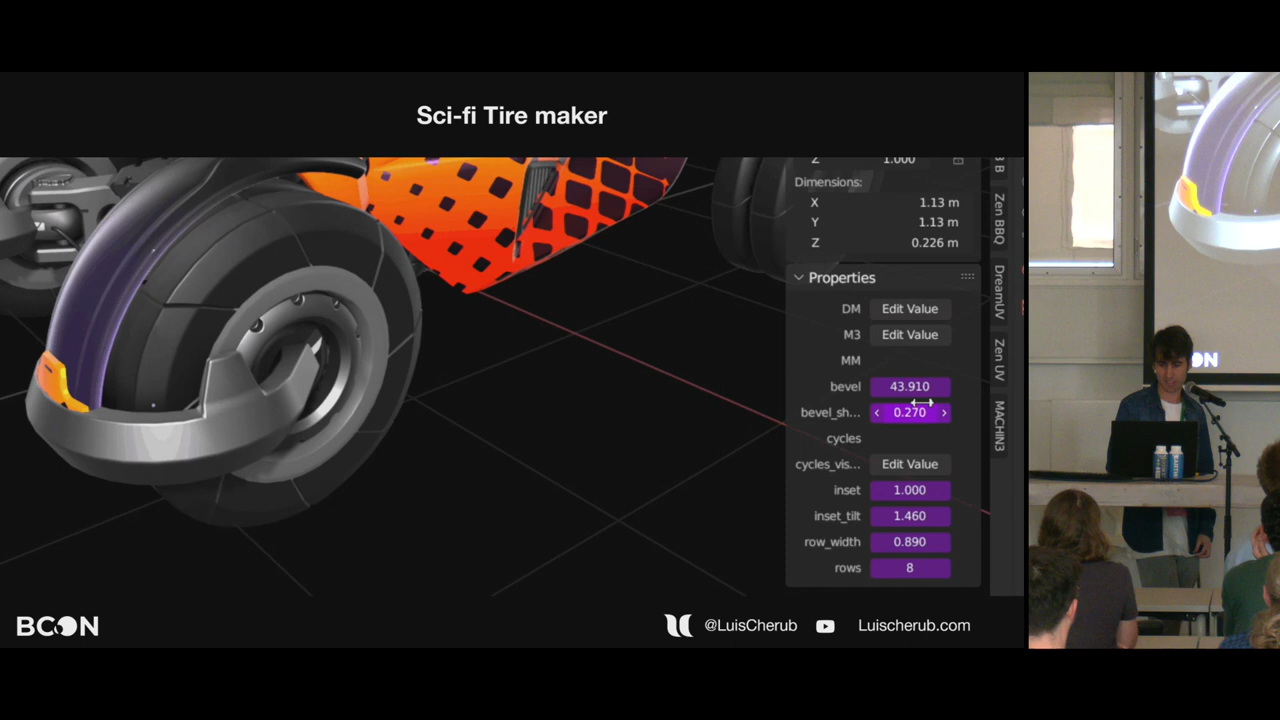 Sci-fi Tire maker
Z 1.000
Dimensions:
X 1.13 m
Y 1.13 m
Z 0.226 m
Properties
DM Edit Value
M3 Edit Value
MM
bevel 43.910
bevel_sh... 0.270
cycles
cycles_vis... Edit Value
inset 1.000
inset_tilt 1.460
row_width 0.890
rows 8
B B
Zen BBQ
DreamUV
Zen UV
MACHIN3
BCON
@LuisCherub
Luischerub.com
ON